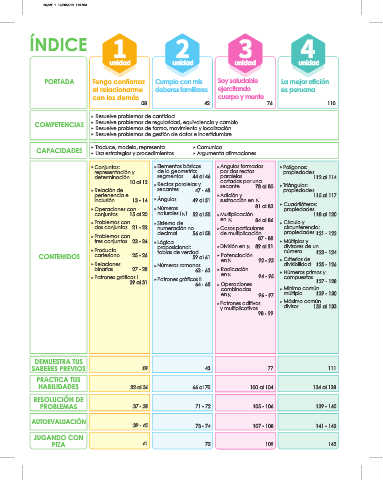 ÍNDICE
1
unidad
2
unidad
3
unidad
4
unidad
PORTADA
Tengo confianza
al relacionarme
con los demás
08
Cumplo con mis
deberes familiares
42
Soy saludable
ejercitando
cuerpo y mente
74
La mejor afición
es peruana
110
COMPETENCIAS
Resuelve problemas de cantidad
Resuelve problemas de regularidad, equivalencia y cambio
Resuelve problemas de forma, movimiento y localización
Resuelve problemas de gestión de datos e incertidumbre
CAPACIDADES
Traduce, modela, representa
Usa estrategias y procedimientos
Comunica
Argumenta afirmaciones
CONTENIDOS
Conjuntos:
representación y
determinación
10 al 12
Relación de
pertenencia e
inclusión 13 - 14
Operaciones con
conjuntos 15 al 20
Problemas con
dos conjuntos 21 - 22
Problemas con
tres conjuntos 23 - 24
Producto
cartesiano 25 - 26
Relaciones
binarias 27 - 28
Patrones gráficos I
29 al 31
Elementos básicos
de la geometría:
segmentos 44 al 46
Rectas paralelas y
secantes 47 - 48
Ángulos 49 al 51
Números
naturales (ℕ) 52 al 53
Sistema de
numeración no
decimal 54 al 58
Lógica
proposicional:
tablas de verdad
59 al 61
Números romanos
62 - 63
Patrones gráficos II
64 - 65
Ángulos formados
por dos rectas
paralelas
cortadas por una
secante 78 al 80
Adición y
sustracción en ℕ
81 al 83
Multiplicación
en ℕ 84 al 86
Casos particulares
de multiplicación
87 - 88
División en ℕ 89 al 91
Potenciación
en ℕ 92 - 93
Radicación
en ℕ 94 - 95
Operaciones
combinadas
en ℕ 96 - 97
Patrones aditivos
y multiplicativos
98 - 99
Polígonos:
propiedades
112 al 114
Triángulos:
propiedades
115 al 117
Cuadriláteros:
propiedades
118 al 120
Círculo y
circunferencia:
propiedades 121 - 122
Múltiplos y
divisores de un
número 123 - 124
Criterios de
divisibilidad 125 - 126
Números primos y
compuestos
127 - 128
Mínimo común
múltiplo 129 - 130
Máximo común
divisor 131 al 133
DEMUESTRA TUS
SABERES PREVIOS
09
43
77
111
PRACTICA TUS
HABILIDADES
32 al 36
66 al 70
100 al 104
134 al 138
RESOLUCIÓN DE
PROBLEMAS
37 - 38
71 - 72
105 - 106
139 - 140
AUTOEVALUACIÓN
39 - 40
73 - 74
107 - 108
141 - 142
JUGANDO CON
PIZA
41
75
109
143